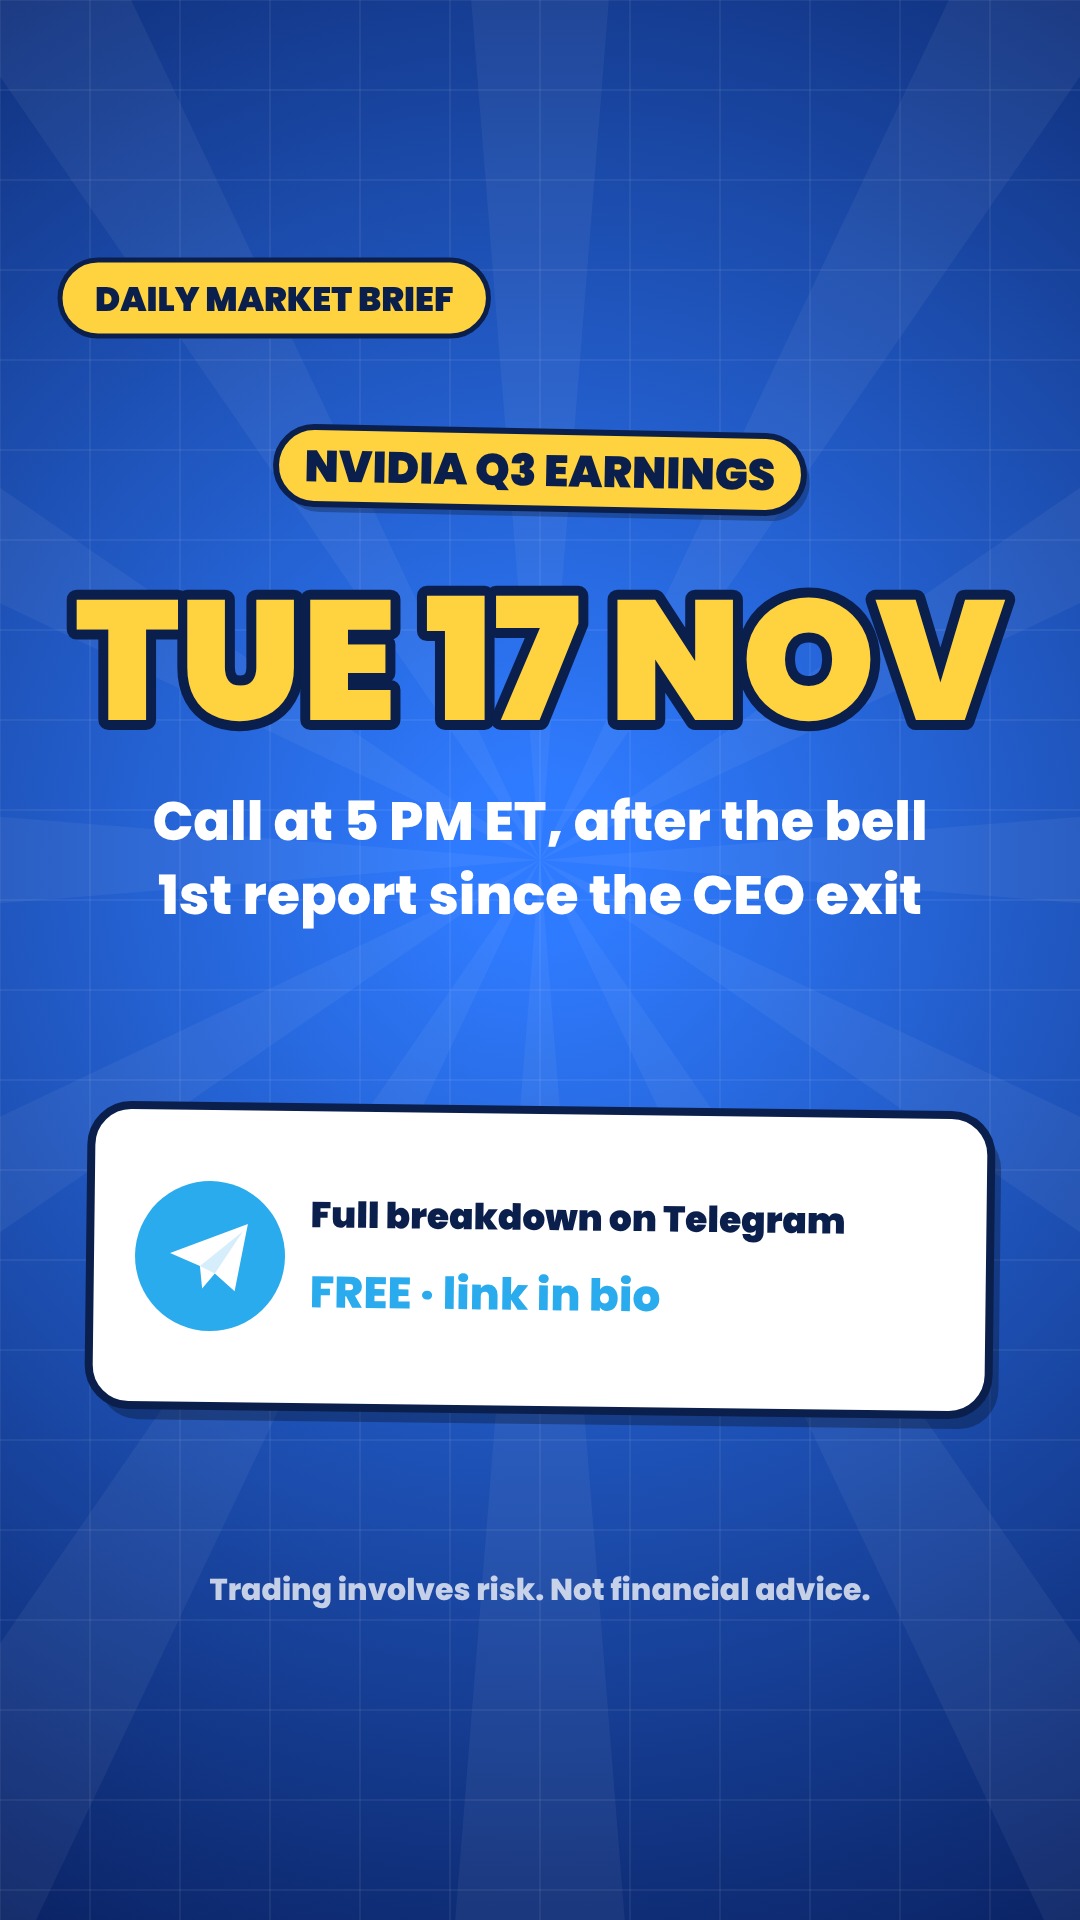 DAILY MARKET BRIEF
NVIDIA Q3 EARNINGS
TUE 17 NOV
Call at 5 PM ET, after the bell
1st report since the CEO exit
Full breakdown on Telegram
FREE · link in bio
Trading involves risk. Not financial advice.